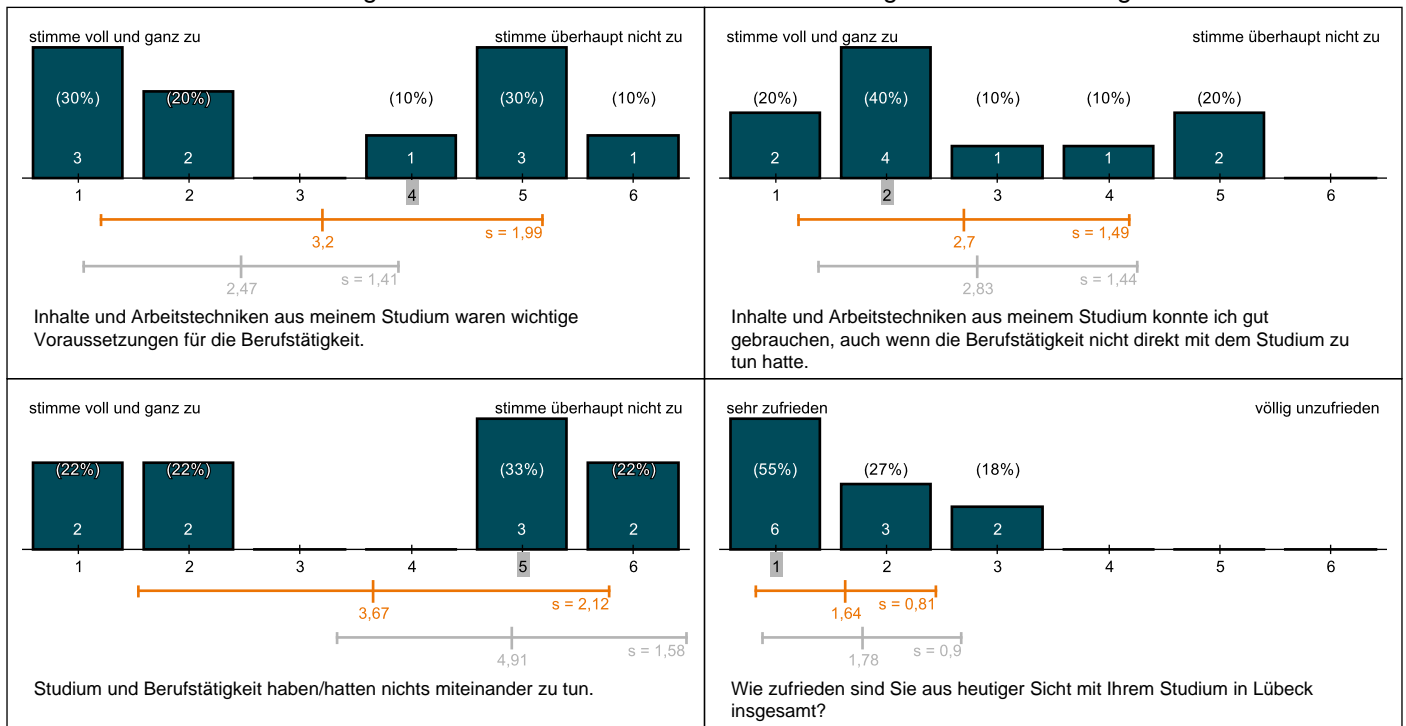 stimme voll und ganz zu stimme überhaupt nicht zu
(30%) (20%) (10%) (30%) (10%)
3 2 1 3 1
1 2 3 4 5 6
3,2 s = 1,99
2,47 s = 1,41
Inhalte und Arbeitstechniken aus meinem Studium waren wichtige
Voraussetzungen für die Berufstätigkeit.
stimme voll und ganz zu stimme überhaupt nicht zu
(20%) (40%) (10%) (10%) (20%)
2 4 1 1 2
1 2 3 4 5 6
2,7 s = 1,49
2,83 s = 1,44
Inhalte und Arbeitstechniken aus meinem Studium konnte ich gut
gebrauchen, auch wenn die Berufstätigkeit nicht direkt mit dem Studium zu
tun hatte.
stimme voll und ganz zu stimme überhaupt nicht zu
(22%) (22%) (33%) (22%)
2 2 3 2
1 2 3 4 5 6
3,67 s = 2,12
4,91 s = 1,58
Studium und Berufstätigkeit haben/hatten nichts miteinander zu tun.
sehr zufrieden völlig unzufrieden
(55%) (27%) (18%)
6 3 2
1 2 3 4 5 6
1,64 s = 0,81
1,78 s = 0,9
Wie zufrieden sind Sie aus heutiger Sicht mit Ihrem Studium in Lübeck
insgesamt?